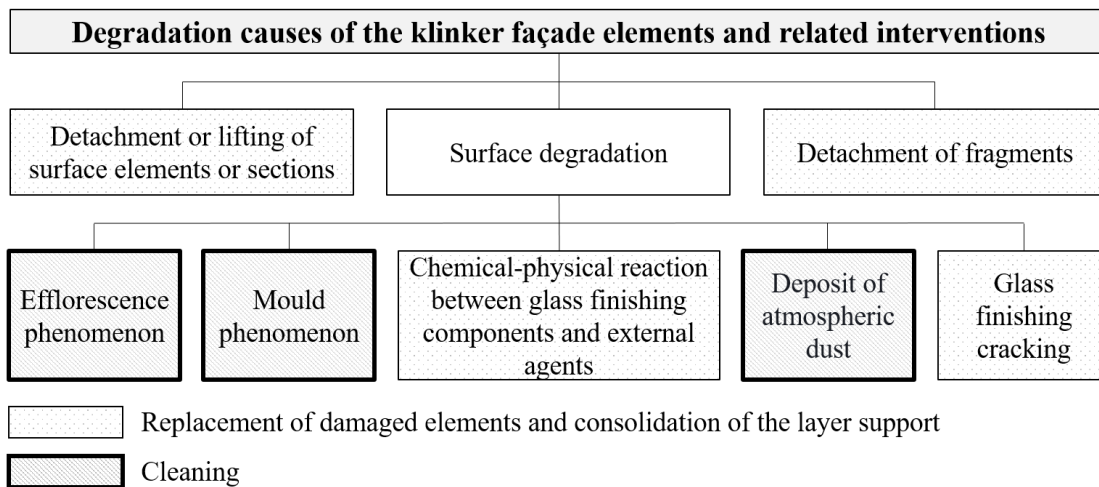 Degradation causes of the klinker façade elements and related interventions
Detachment or lifting of
surface elements or sections
Surface degradation
Detachment of fragments
Efflorescence
phenomenon
Mould
phenomenon
Chemical-physical reaction
between glass finishing
components and external
agents
Deposit of
atmospheric
dust
Glass
finishing
cracking
Replacement of damaged elements and consolidation of the layer support
Cleaning